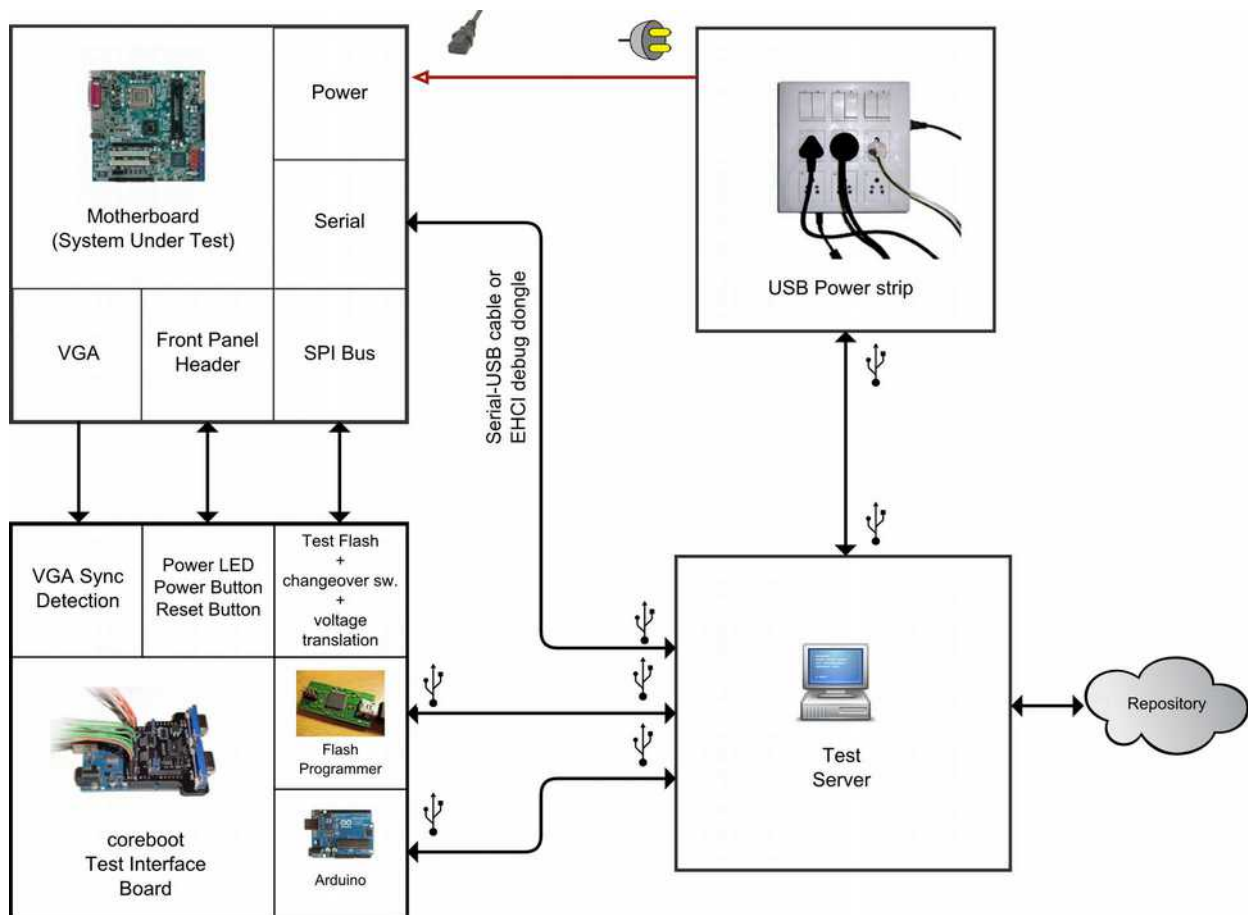 Power
Motherboard
(System Under Test)
Serial
VGA
Front Panel
Header
SPI Bus
Serial-USB cable or
EHCI debug dongle
USB Power strip
VGA Sync
Detection
Power LED
Power Button
Reset Button
Test Flash
+
changeover sw.
+
voltage
translation
Flash
Programmer
coreboot
Test Interface
Board
Arduino
Test
Server
Repository